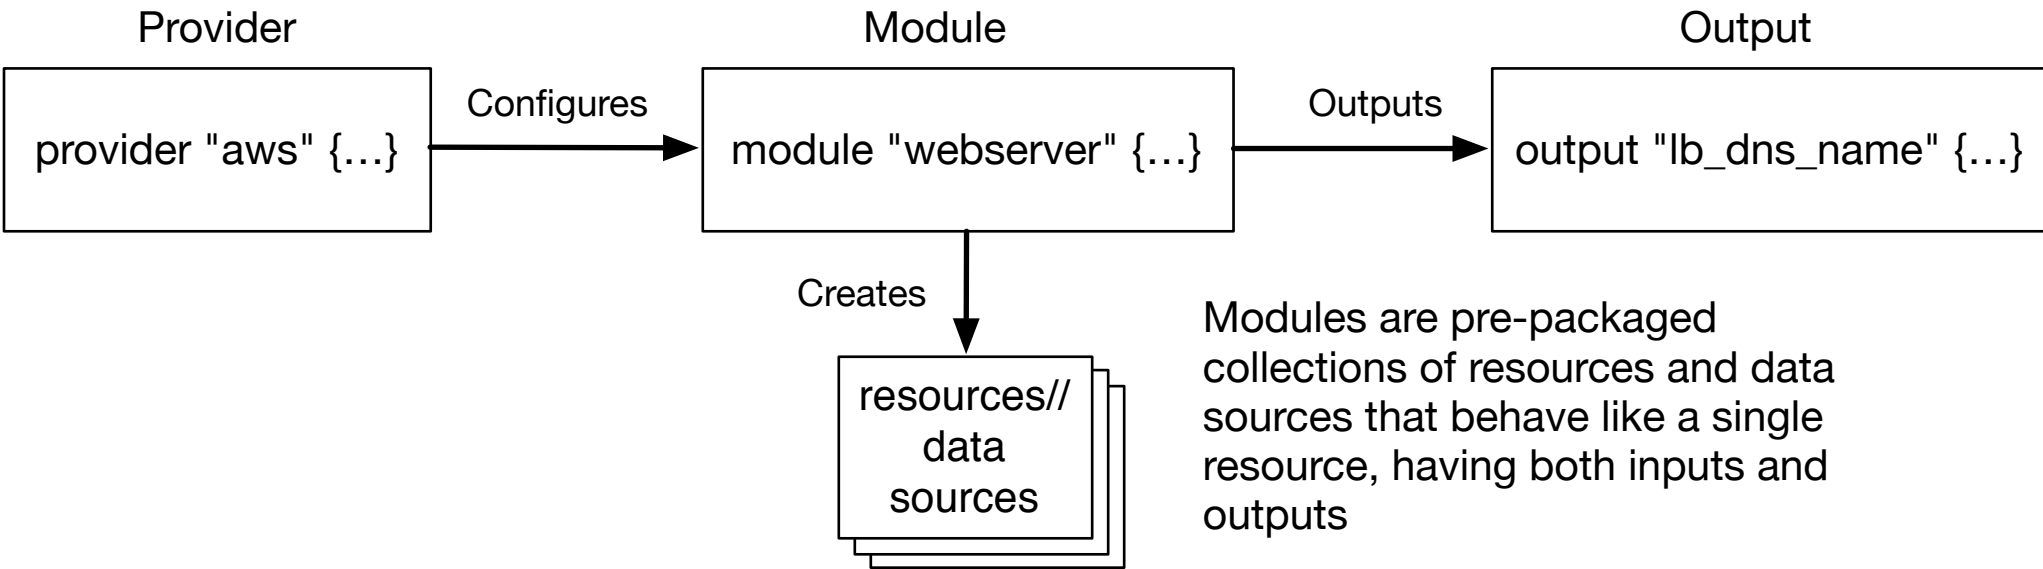 Provider
Module
Output
provider "aws" {…}
Configures
module "webserver" {…}
Outputs
output "lb_dns_name" {…}
Creates
resources//
data
sources
Modules are pre-packaged
collections of resources and data
sources that behave like a single
resource, having both inputs and
outputs